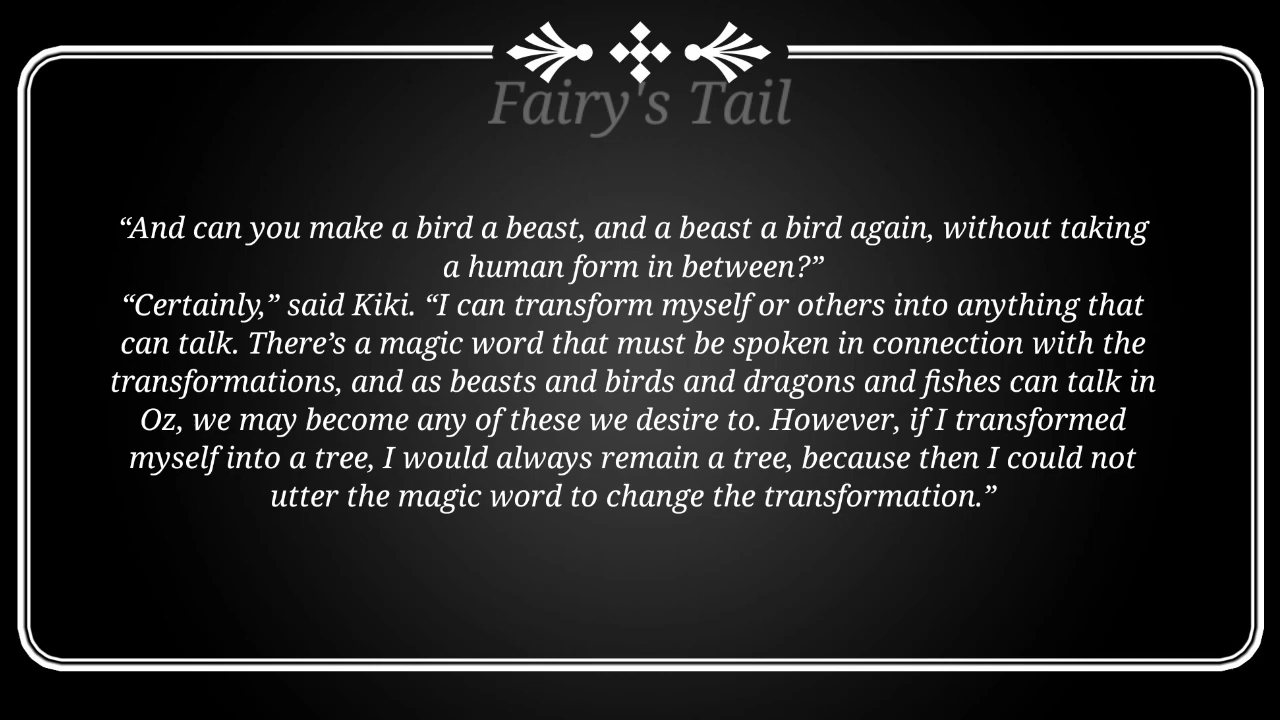 Fairy's Tail
“And can you make a bird a beast, and a beast a bird again, without taking
a human form in between?”
“Certainly,” said Kiki. “I can transform myself or others into anything that
can talk. There’s a magic word that must be spoken in connection with the
transformations, and as beasts and birds and dragons and fishes can talk in
Oz, we may become any of these we desire to. However, if I transformed
myself into a tree, I would always remain a tree, because then I could not
utter the magic word to change the transformation.”